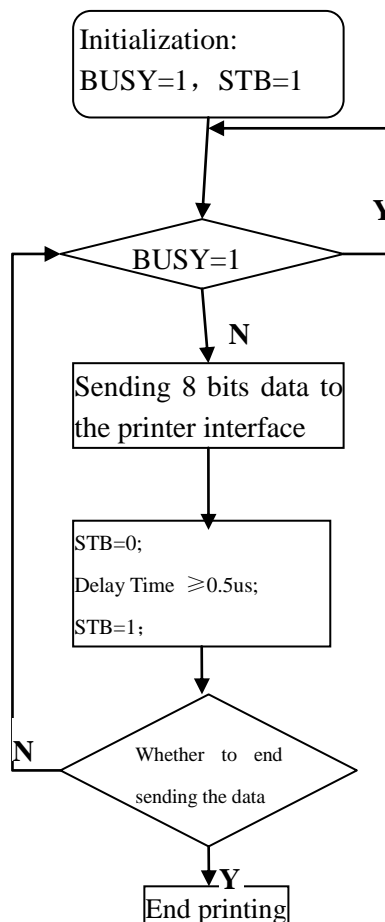 Initialization:
BUSY=1，STB=1
Y
BUSY=1
N
Sending 8 bits data to
the printer interface
STB=0;
Delay Time ≥0.5us;
STB=1；
N
Whether to end
sending the data
Y
End printing